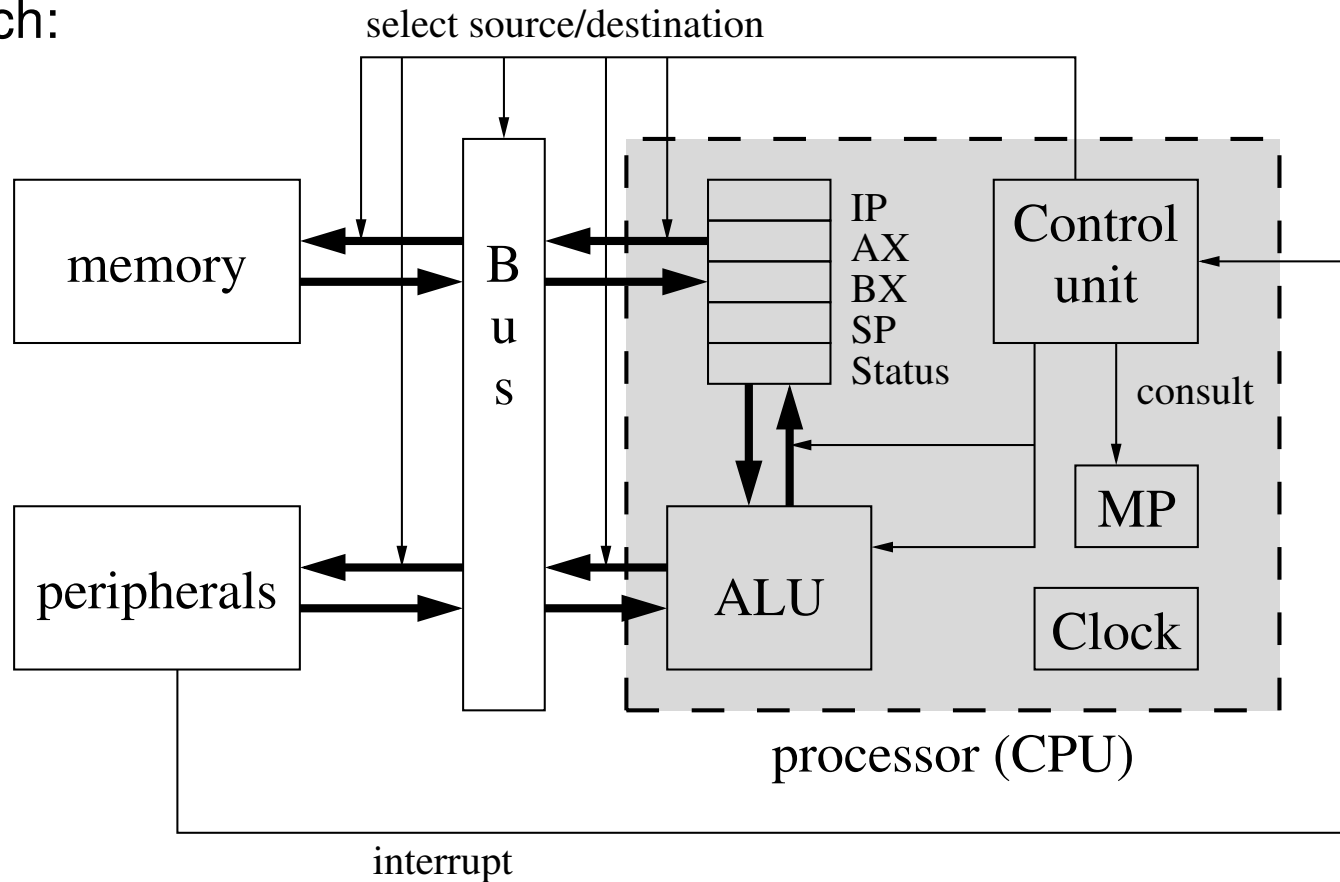 ch:
select source/destination
memory
B
u
s
IP
AX
BX
SP
Status
Control
unit
consult
MP
peripherals
ALU
Clock
processor (CPU)
interrupt